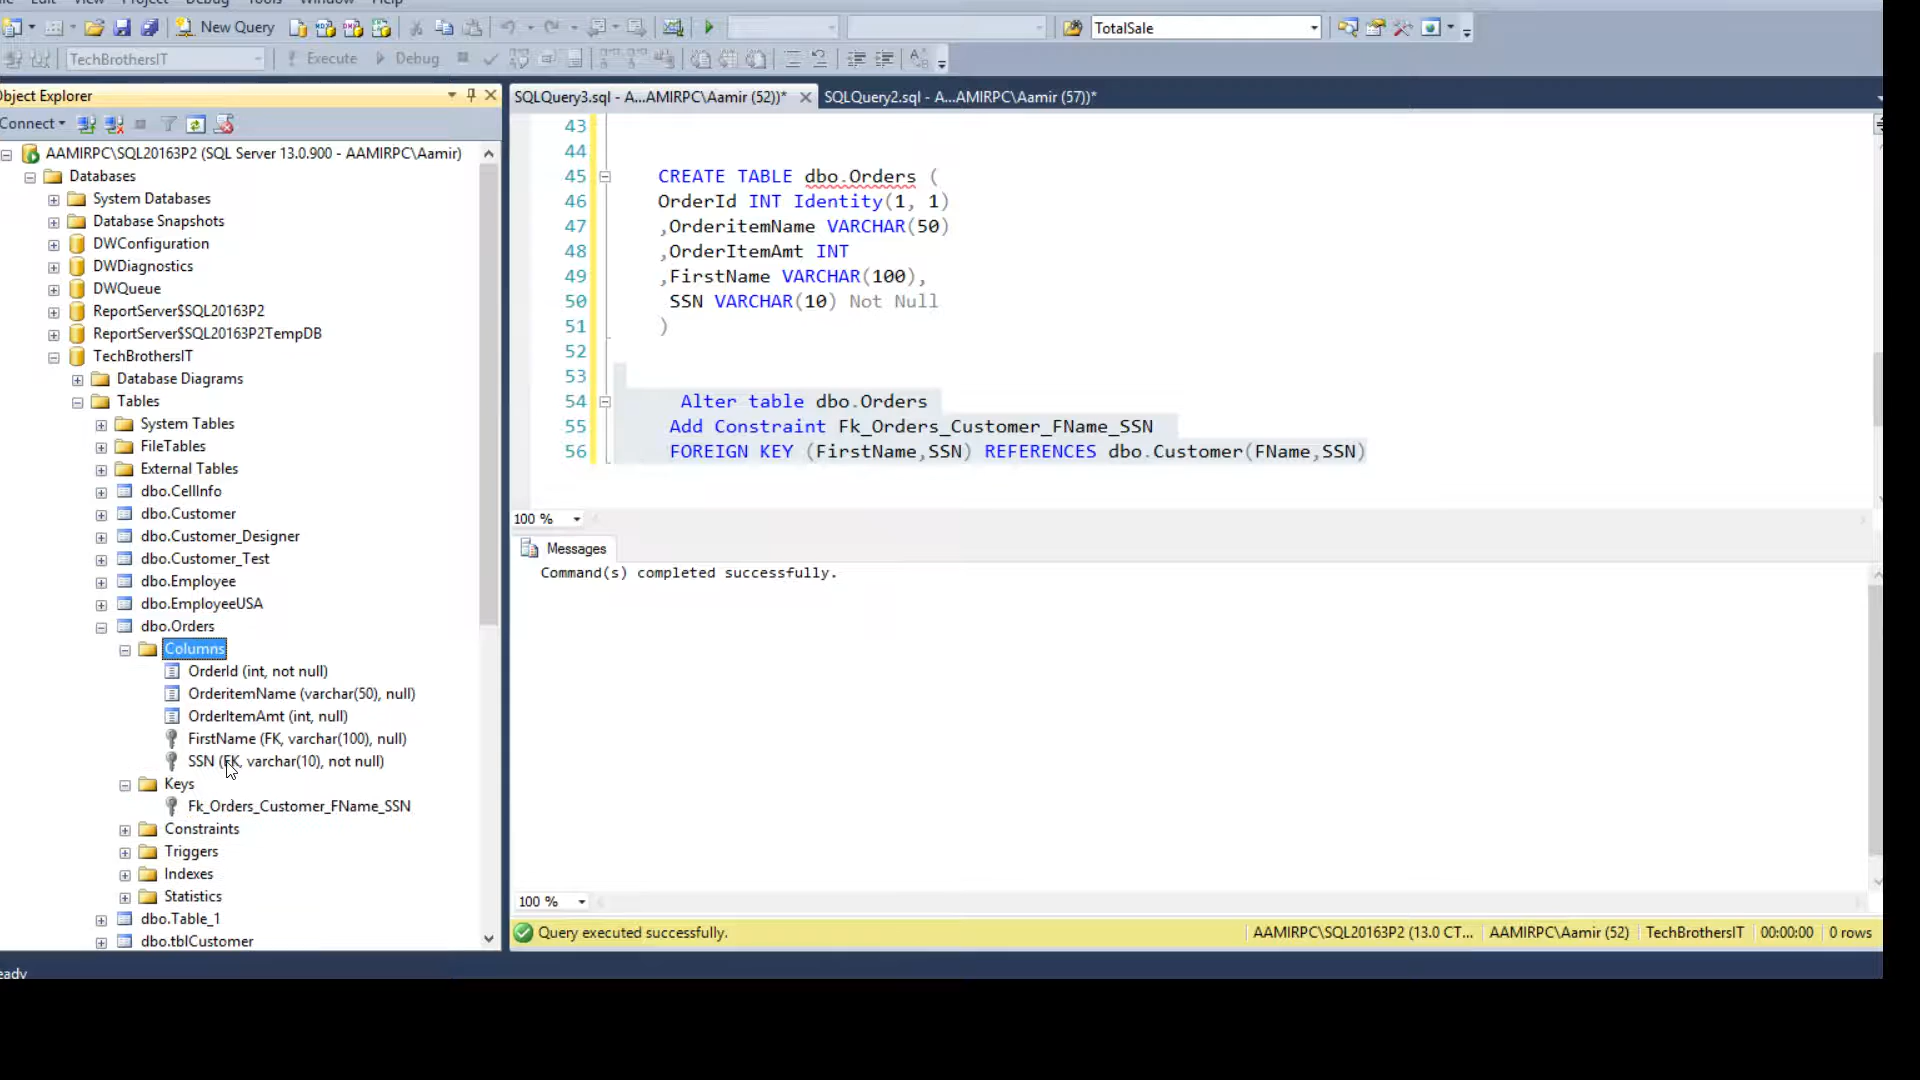 Edit View Project Debug Tools Window Help
New Query
TotalSale
TechBrothersIT
Execute
Debug
Object Explorer
SQLQuery3.sql - A...AMIRPC\Aamir (52))*
SQLQuery2.sql - A...AMIRPC\Aamir (57))*
Connect
AAMIRPC\SQL20163P2 (SQL Server 13.0.900 - AAMIRPC\Aamir)
Databases
System Databases
Database Snapshots
DWConfiguration
DWDiagnostics
DWQueue
ReportServer$SQL20163P2
ReportServer$SQL20163P2TempDB
TechBrothersIT
Database Diagrams
Tables
System Tables
FileTables
External Tables
dbo.CellInfo
dbo.Customer
dbo.Customer_Designer
dbo.Customer_Test
dbo.Employee
dbo.EmployeeUSA
dbo.Orders
Columns
OrderId (int, not null)
OrderitemName (varchar(50), null)
OrderItemAmt (int, null)
FirstName (FK, varchar(100), null)
SSN (FK, varchar(10), not null)
Keys
Fk_Orders_Customer_FName_SSN
Constraints
Triggers
Indexes
Statistics
dbo.Table_1
dbo.tblCustomer
43
44
45 CREATE TABLE dbo.Orders (
46 OrderId INT Identity(1, 1)
47 ,OrderitemName VARCHAR(50)
48 ,OrderItemAmt INT
49 ,FirstName VARCHAR(100),
50 SSN VARCHAR(10) Not Null
51 )
52
53
54 Alter table dbo.Orders
55 Add Constraint Fk_Orders_Customer_FName_SSN
56 FOREIGN KEY (FirstName,SSN) REFERENCES dbo.Customer(FName,SSN)
100 %
Messages
Command(s) completed successfully.
100 %
Query executed successfully.
AAMIRPC\SQL20163P2 (13.0 CT...
AAMIRPC\Aamir (52)
TechBrothersIT
00:00:00
0 rows